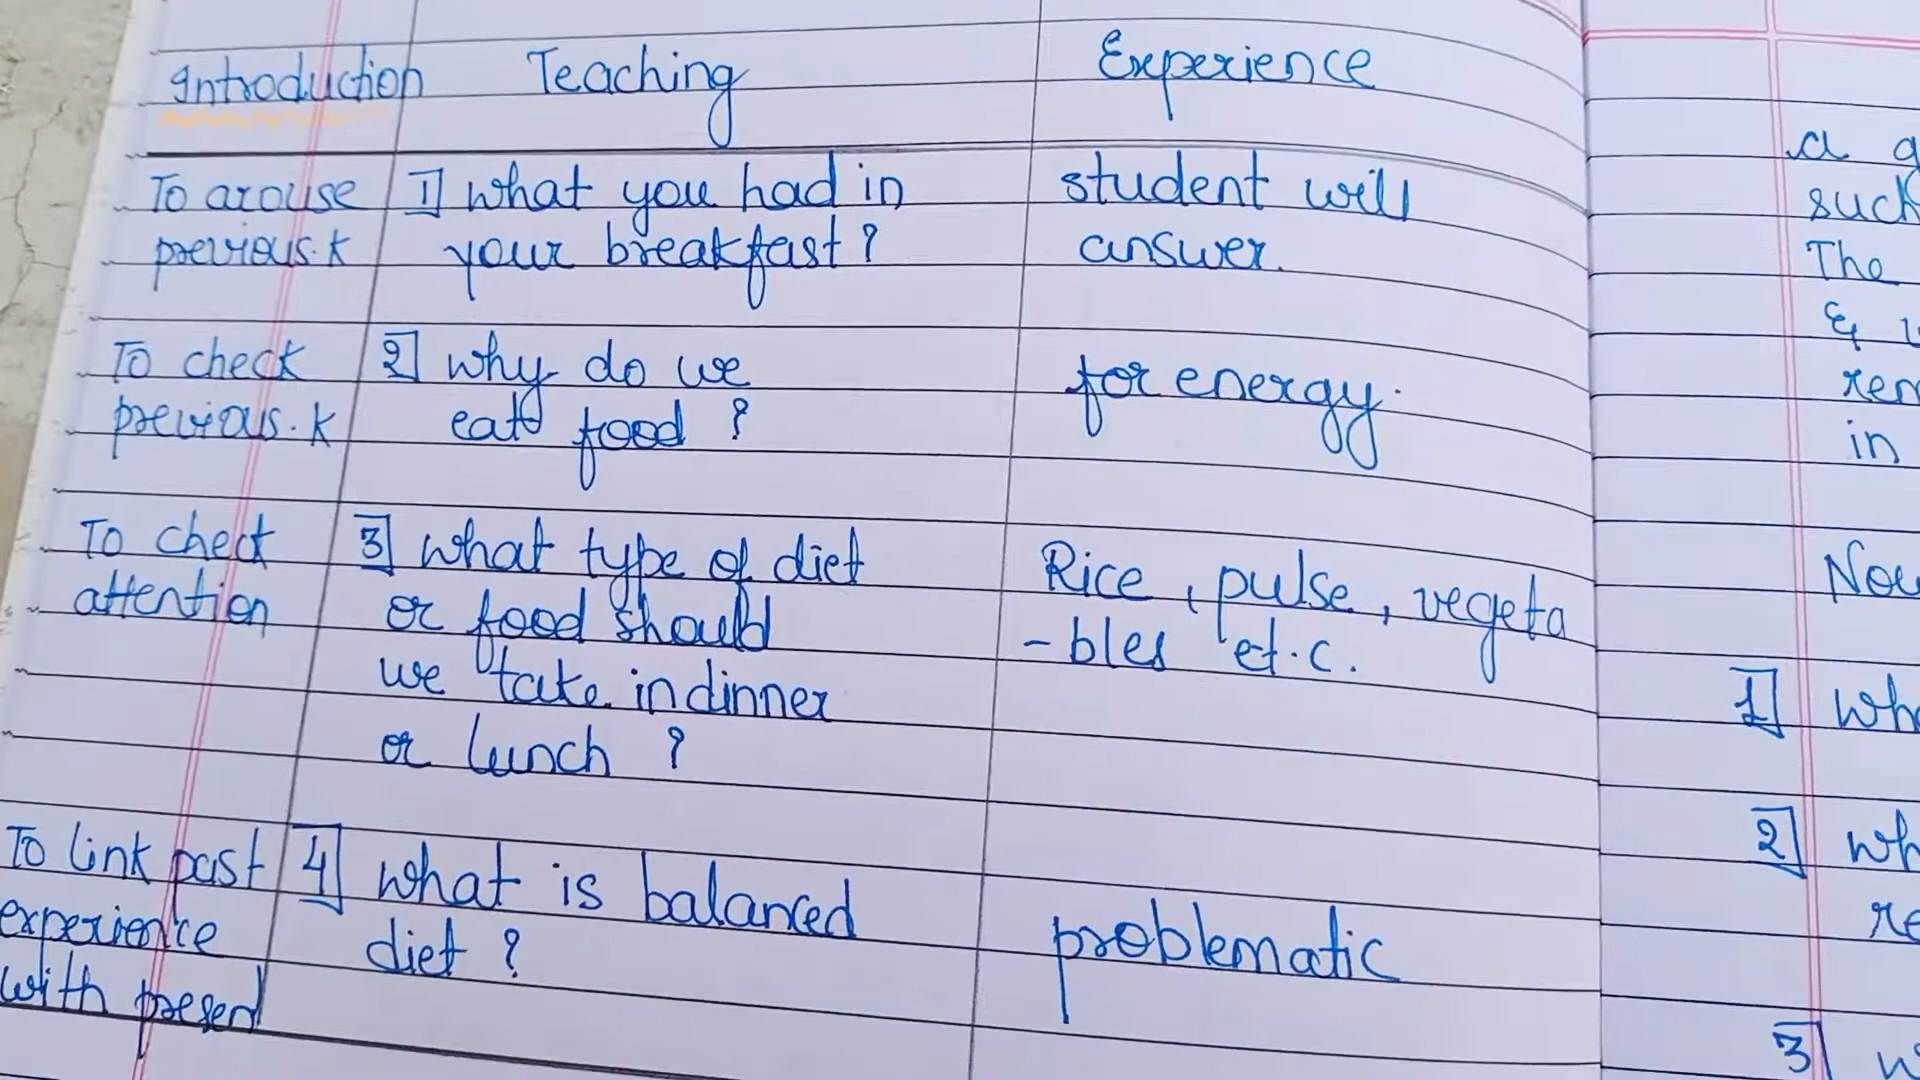 Introduction Teaching Experience
To arouse 1] what you had in student will
previous.k your breakfast? answer.
To check 2] why do we for energy.
previous.k eat food ?
To check 3] what type of diet Rice, pulse, vegeta
attention or food should -bles et.c.
we take in dinner
or lunch ?
To link past 4] what is balanced problematic
experience diet ?
with present
a g
such
The
&
in
1]
2]
3]